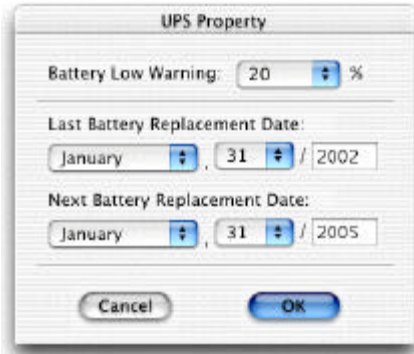 UPS Property
Battery Low Warning: 20 %
Last Battery Replacement Date:
January , 31 / 2002
Next Battery Replacement Date:
January , 31 / 2005
Cancel OK